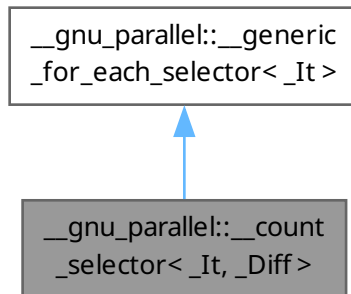 __gnu_parallel::__generic
_for_each_selector< _It >
__gnu_parallel::__count
_selector< _It, _Diff >